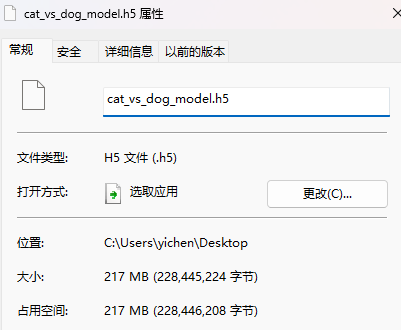 cat_vs_dog_model.h5 属性
常规 安全 详细信息 以前的版本
cat_vs_dog_model.h5
文件类型: H5 文件 (.h5)
打开方式: 选取应用 更改(C)...
位置: C:\Users\yichen\Desktop
大小: 217 MB (228,445,224 字节)
占用空间: 217 MB (228,446,208 字节)